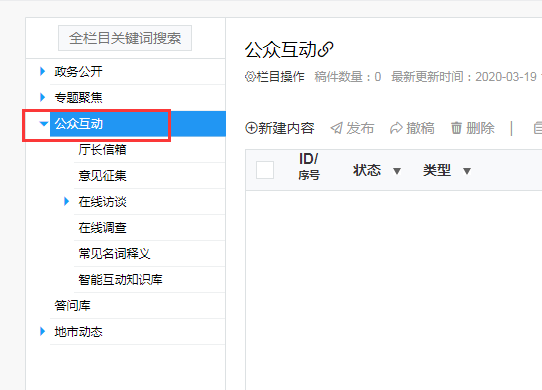 全栏目关键词搜索
政务公开
专题聚焦
公众互动
厅长信箱
意见征集
在线访谈
在线调查
常见名词释义
智能互动知识库
答问库
地市动态
公众互动
栏目操作 稿件数量：0 最新更新时间：2020-03-19
新建内容 发布 撤稿 删除 |
ID/
序号 状态 类型